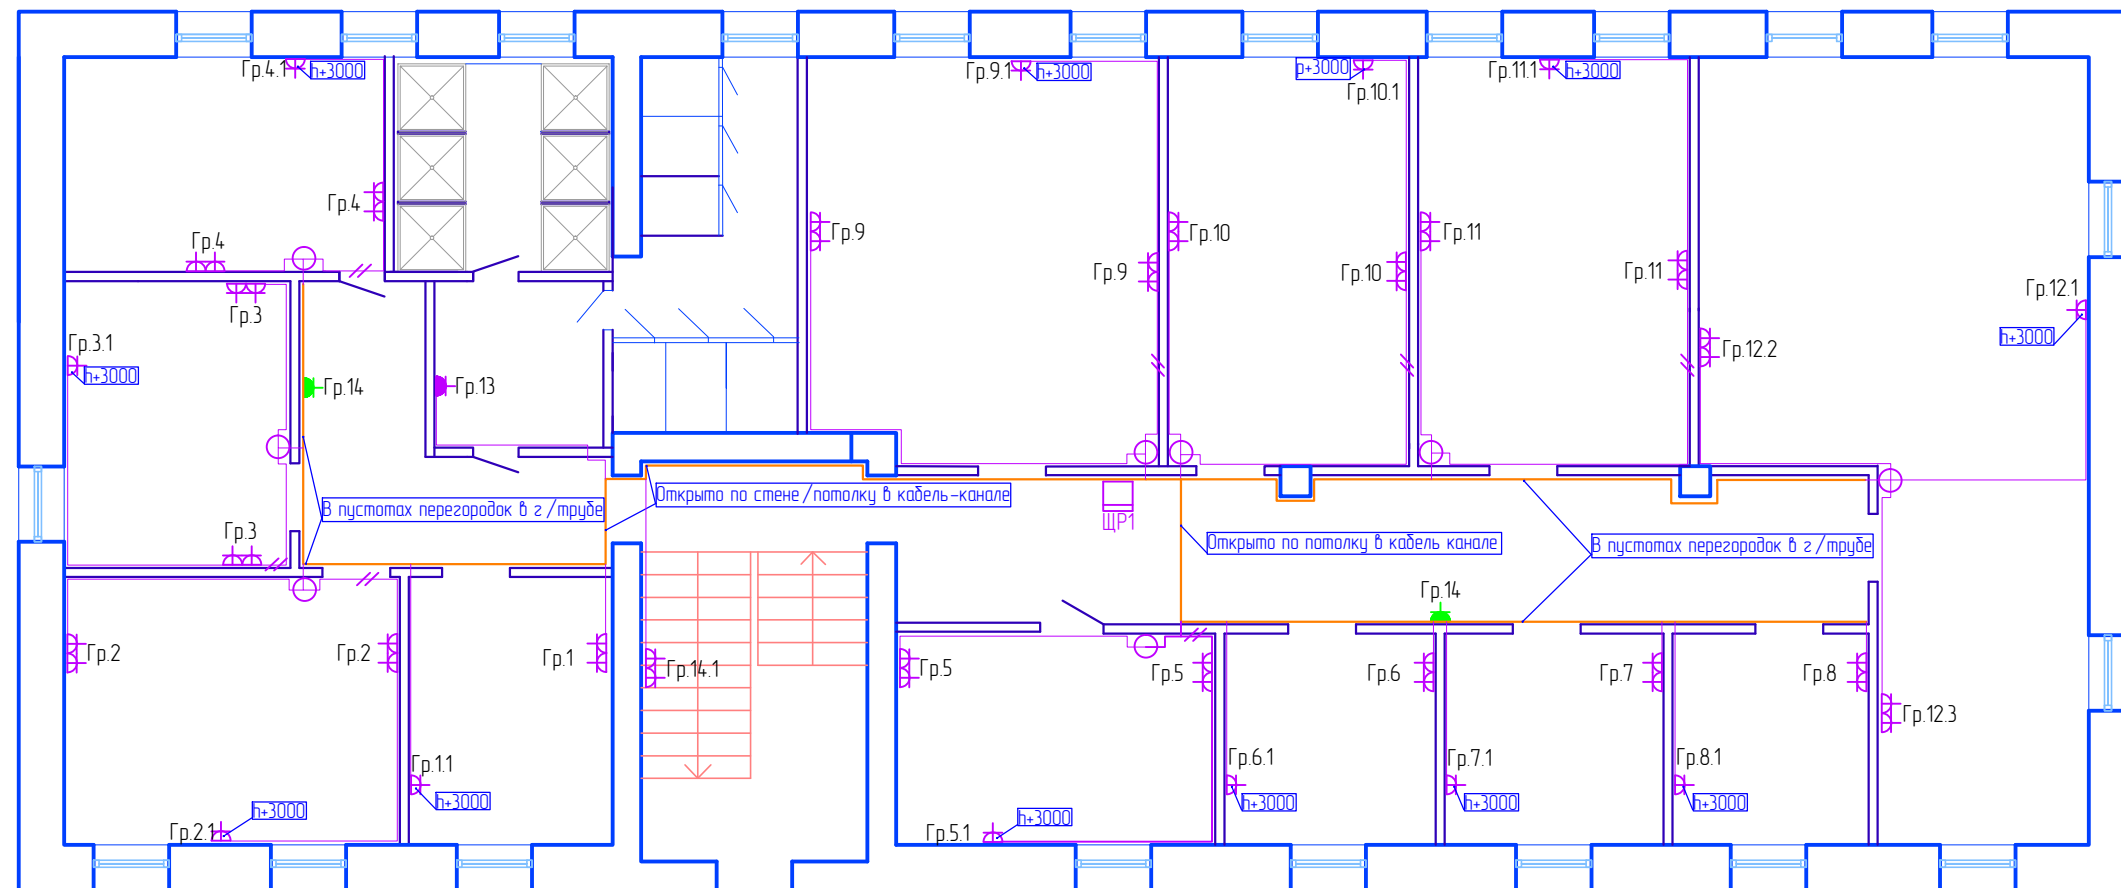 Гр.4.1
h+3000
Гр.9.1
h+3000
р+3000
Гр.10.1
Гр.11.1
h+3000
Гр.4
Гр.4
Гр.9
Гр.9
Гр.10
Гр.10
Гр.11
Гр.11
Гр.12.1
h+3000
Гр.12.2
Гр.3
Гр.3.1
h+3000
Гр.14
Гр.13
Открыто по стене/потолку в кабель-канале
В пустотах перегородок в г/трубе
ЩР1
Гр.3
Открыто по потолку в кабель канале
В пустотах перегородок в г/трубе
Гр.14
Гр.2
Гр.2
Гр.1
Гр.14.1
Гр.5
Гр.5
Гр.6
Гр.7
Гр.8
Гр.12.3
Гр.1.1
h+3000
Гр.2.1
h+3000
Гр.5.1
h+3000
Гр.6.1
h+3000
Гр.7.1
h+3000
Гр.8.1
h+3000